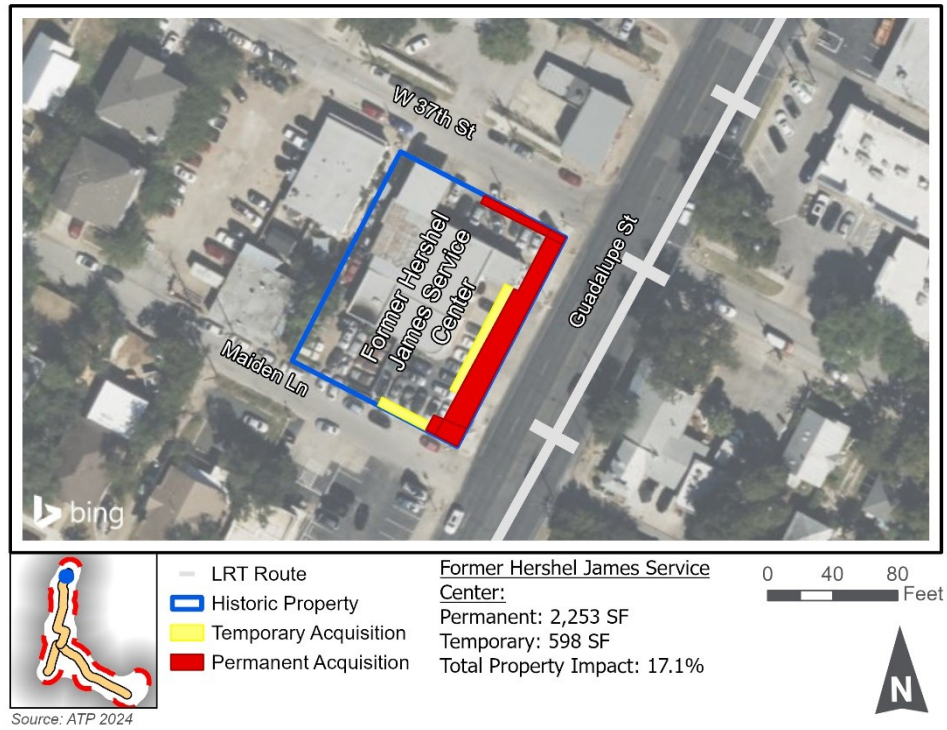 W 37th St
Former Hershel
James Service
Center
Guadalupe St
Maiden Ln
bing
LRT Route
Historic Property
Temporary Acquisition
Permanent Acquisition
Former Hershel James Service
Center:
Permanent: 2,253 SF
Temporary: 598 SF
Total Property Impact: 17.1%
0 40 80
Feet
N
Source: ATP 2024